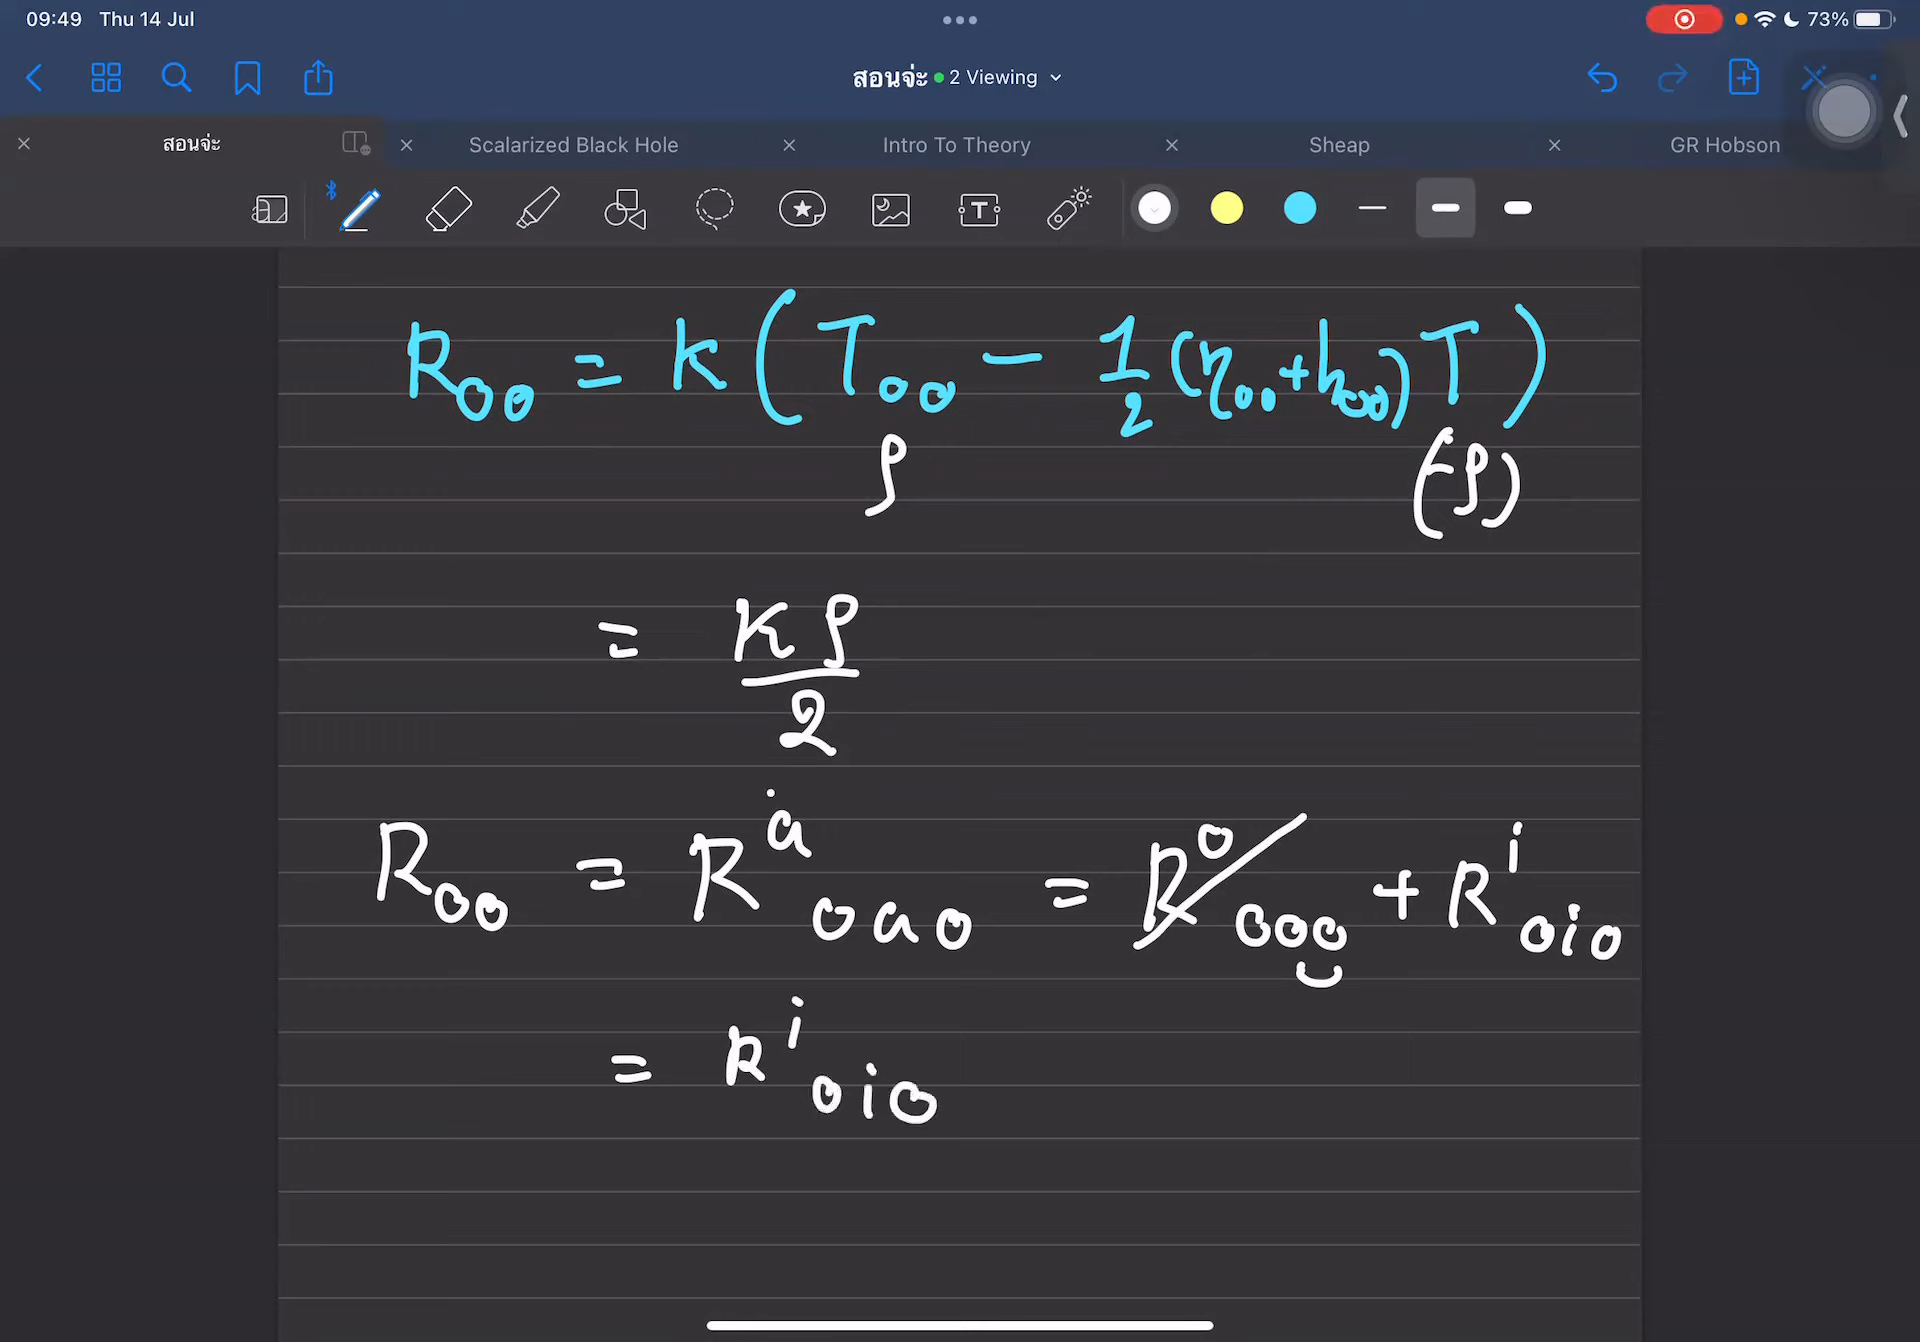 09:49 Thu 14 Jul 73%
สอนจ่ะ 2 Viewing
สอนจ่ะ Scalarized Black Hole Intro To Theory Sheap GR Hobson
T
R₀₀ = k ( T₀₀ − 1/2 (η₀₀ + h₀₀) T )
ρ (−ρ)
= kρ/2
R₀₀ = Rᵃ₀ₐ₀ = R⁰₀₀₀ + Rⁱ₀ᵢ₀
= Rⁱ₀ᵢ₀